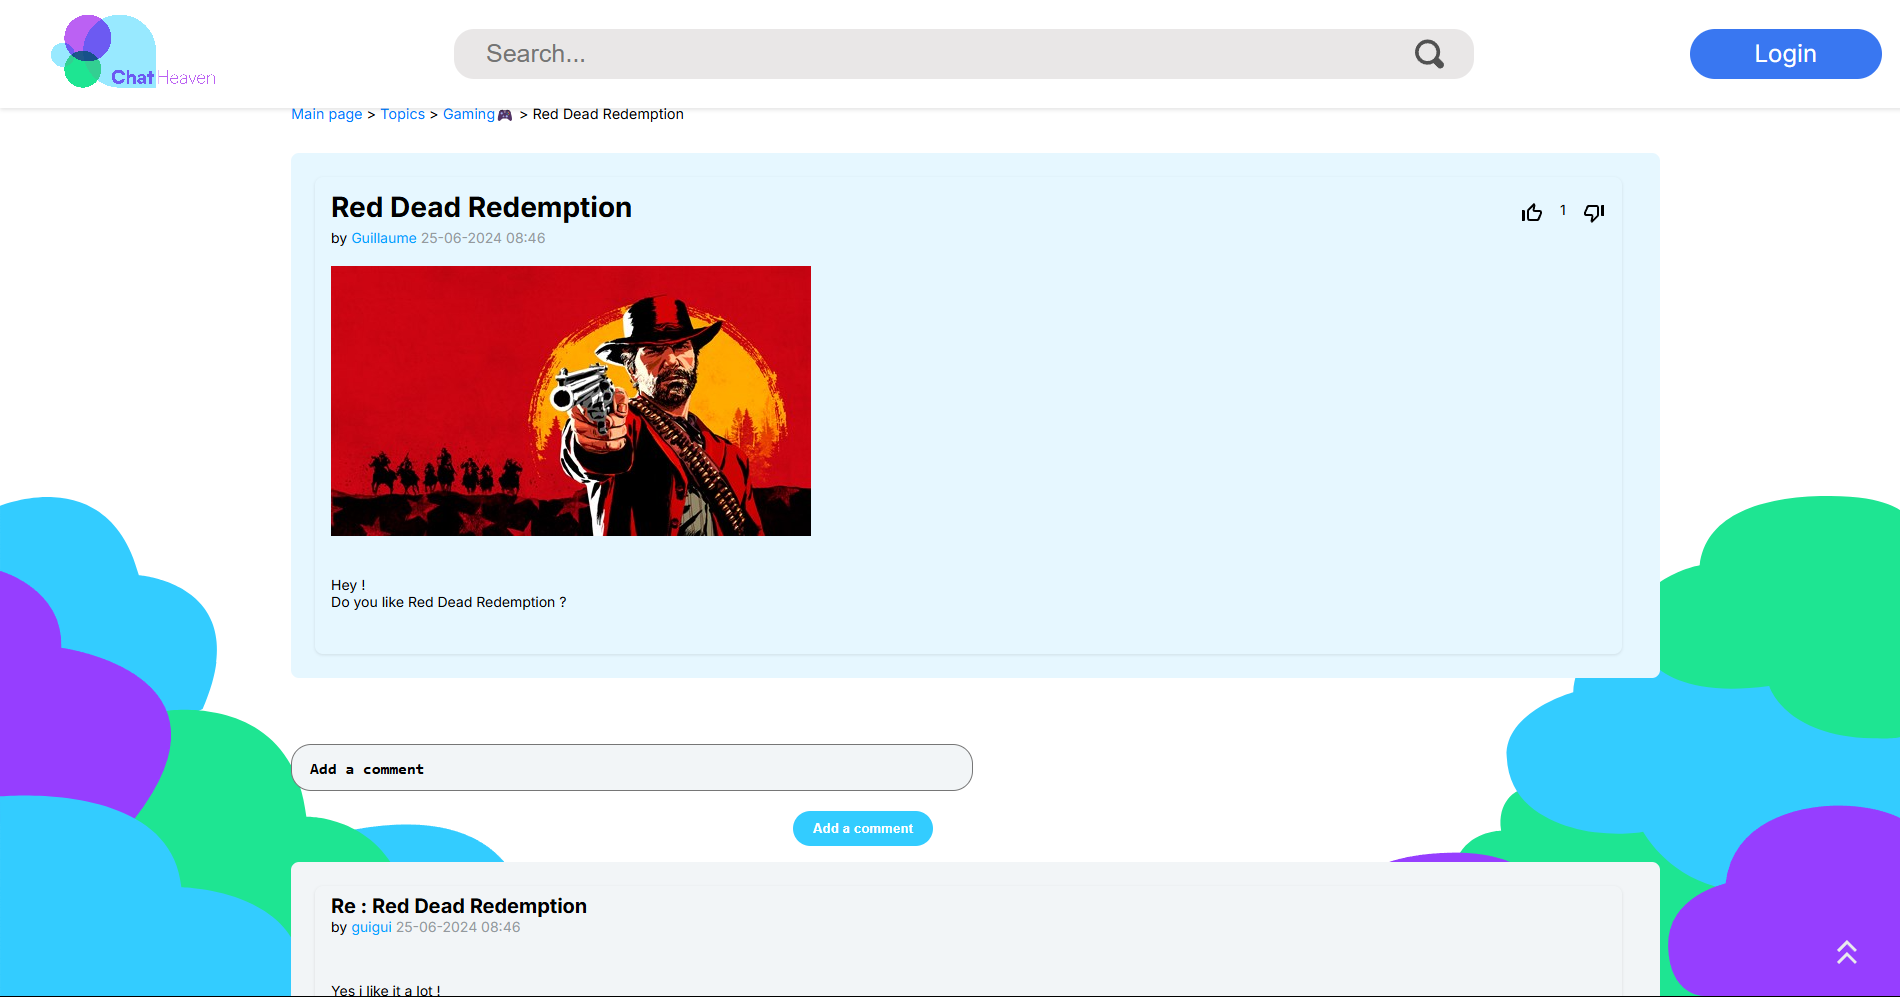 Chat Heaven
Search...
Login
Main page > Topics > Gaming🎮 > Red Dead Redemption
Red Dead Redemption
1
by Guillaume 25-06-2024 08:46
Hey !
Do you like Red Dead Redemption ?
Add a comment
Add a comment
Re : Red Dead Redemption
by guigui 25-06-2024 08:46
Yes i like it a lot !